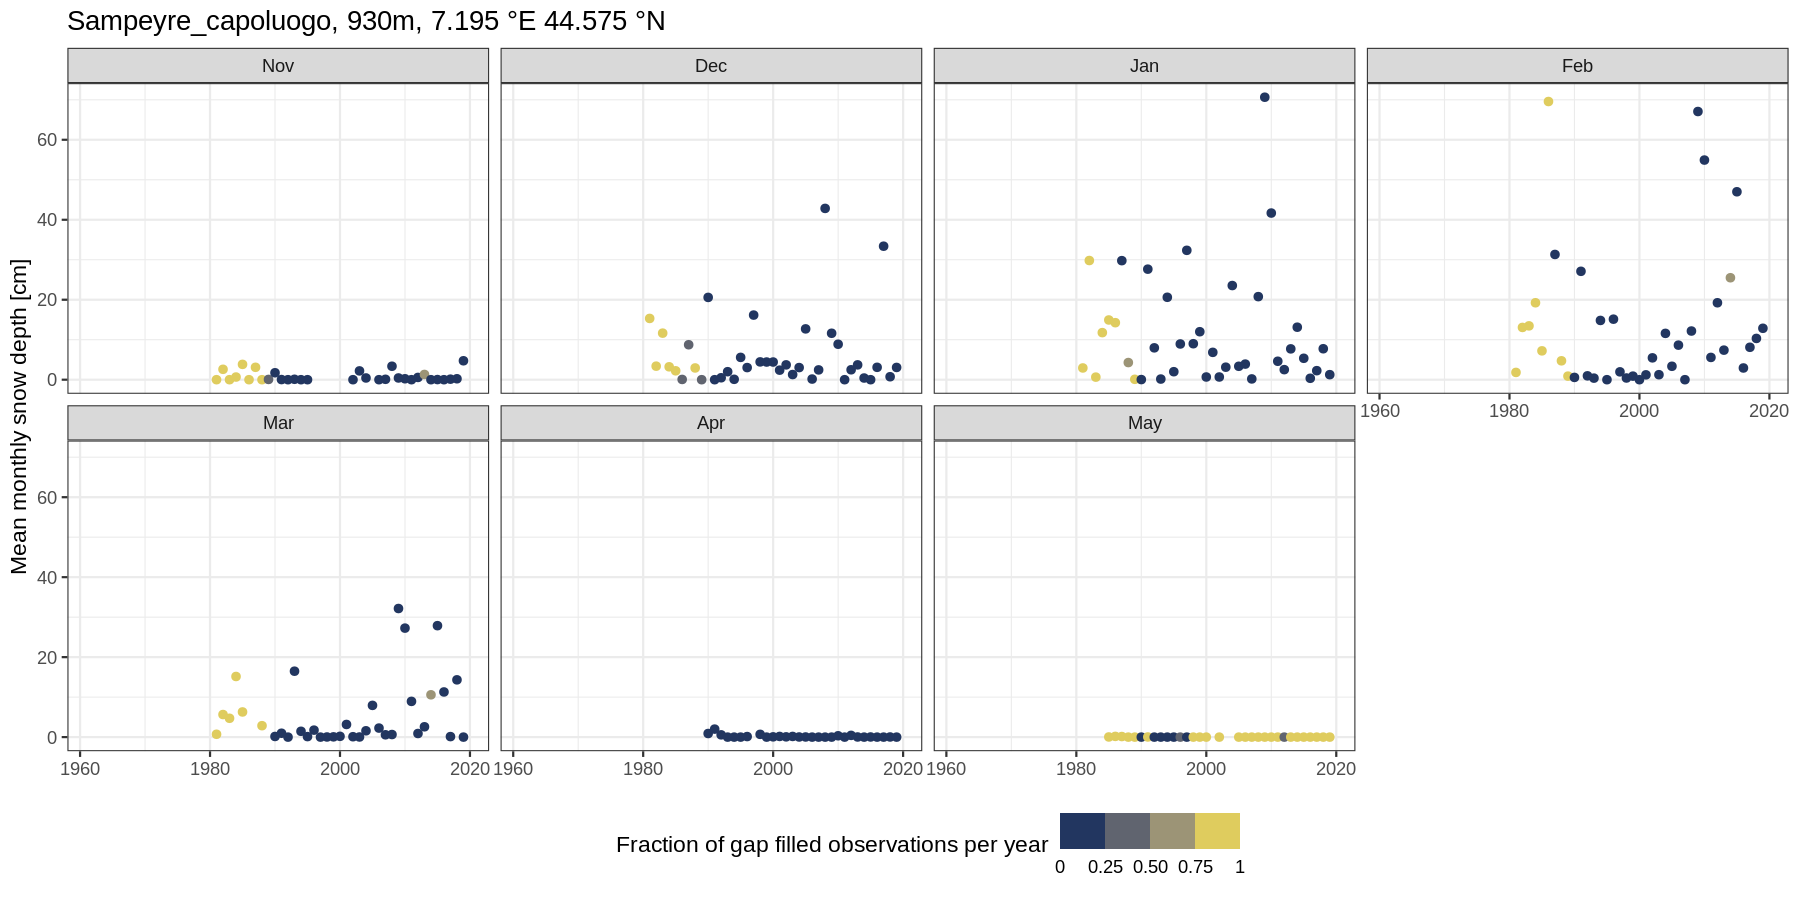 Sampeyre_capoluogo, 930m, 7.195 °E 44.575 °N
Nov
Dec
Jan
Feb
60
40
20
0
1960
1980
2000
2020
Mar
Apr
May
60
40
20
0
1960
1980
2000
2020
1960
1980
2000
2020
1960
1980
2000
2020
Mean monthly snow depth [cm]
Fraction of gap filled observations per year
0
0.25
0.50
0.75
1